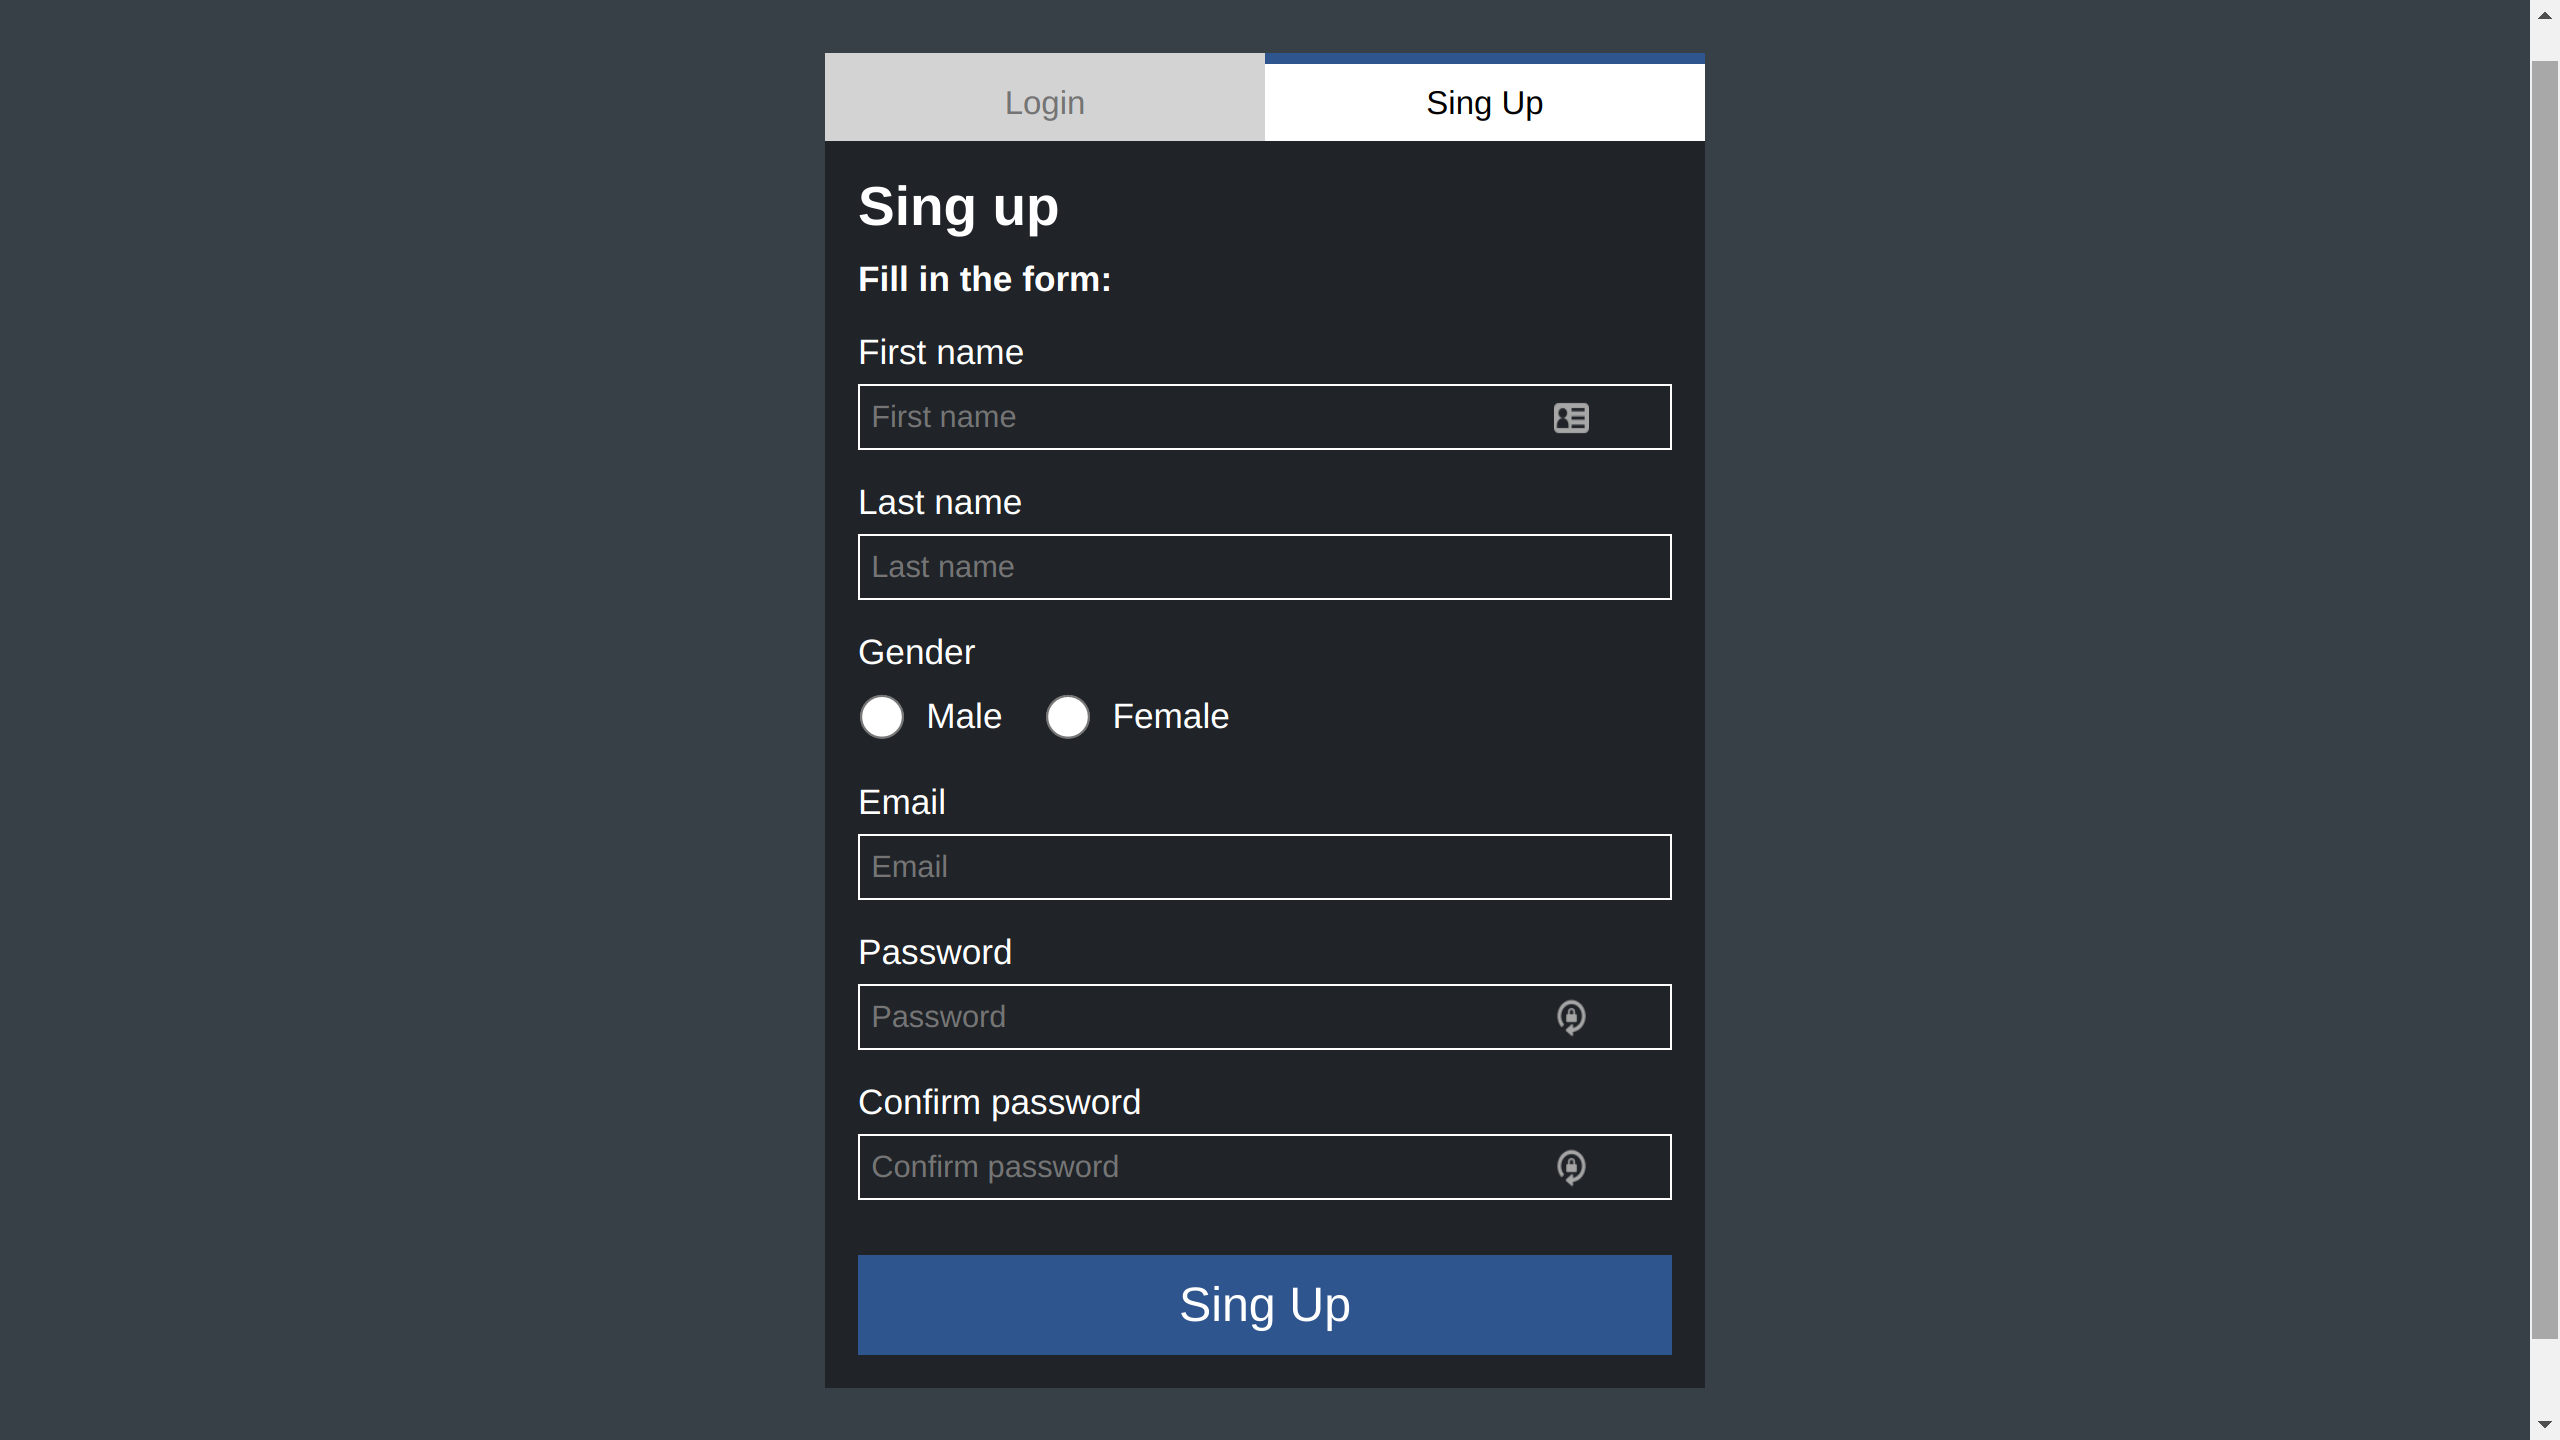 Login
Sing Up
Sing up
Fill in the form:
First name
First name
Last name
Last name
Gender
Male Female
Email
Email
Password
Password
Confirm password
Confirm password
Sing Up